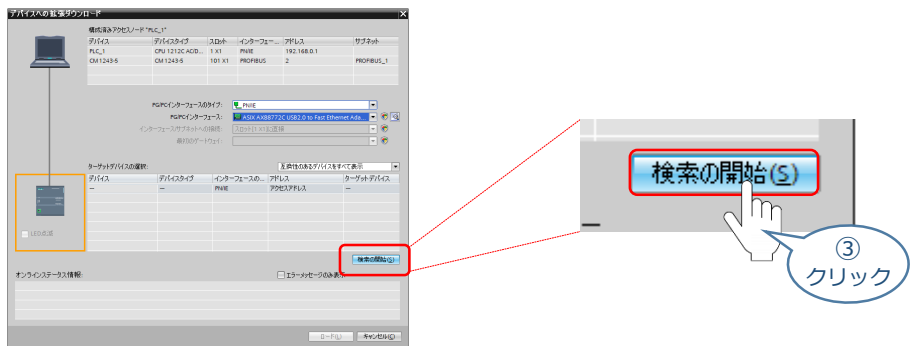 デバイスへの拡張ダウンロード
構成済みアクセスノード "PLC_1"
デバイス デバイスタイプ スロット インターフェー... アドレス サブネット
PLC_1 CPU 1212C AC/D... 1 X1 PN/IE 192.168.0.1
CM 1243-5 CM 1243-5 101 X1 PROFIBUS 2 PROFIBUS_1
PG/PCインターフェースのタイプ: PN/IE
PG/PCインターフェース: ASIX AX88772C USB2.0 to Fast Ethernet Ada...
インターフェース/サブネットへの接続: スロット'1 X1'に直接
最初のゲートウェイ:
ターゲットデバイスの選択: 互換性のあるデバイスをすべて表示
デバイス デバイスタイプ インターフェースの... アドレス ターゲットデバイス
— — PN/IE アクセスアドレス —
LED点滅
検索の開始(S)
オンラインステータス情報: エラーメッセージのみ表示
ロード(L) キャンセル(C)
検索の開始(S)
③
クリック